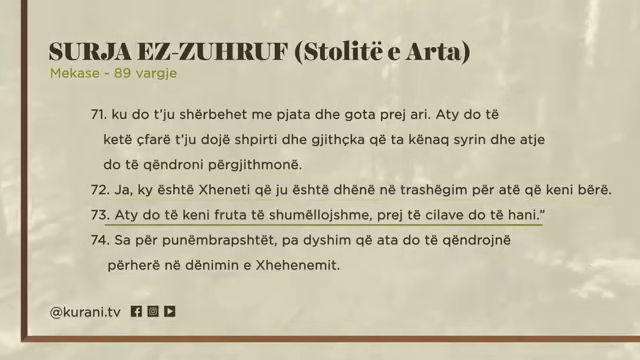 SURJA EZ-ZUHRUF (Stolitë e Arta)
Mekase - 89 vargje
71. ku do t'ju shërbehet me pjata dhe gota prej ari. Aty do të
ketë çfarë t'ju dojë shpirti dhe gjithçka që ta kënaq syrin dhe atje
do të qëndroni përgjithmonë.
72. Ja, ky është Xheneti që ju është dhënë në trashëgim për atë që keni bërë.
73. Aty do të keni fruta të shumëllojshme, prej të cilave do të hani."
74. Sa për punëmbrapshtët, pa dyshim që ata do të qëndrojnë
përherë në dënimin e Xhehenemit.
@kurani.tv